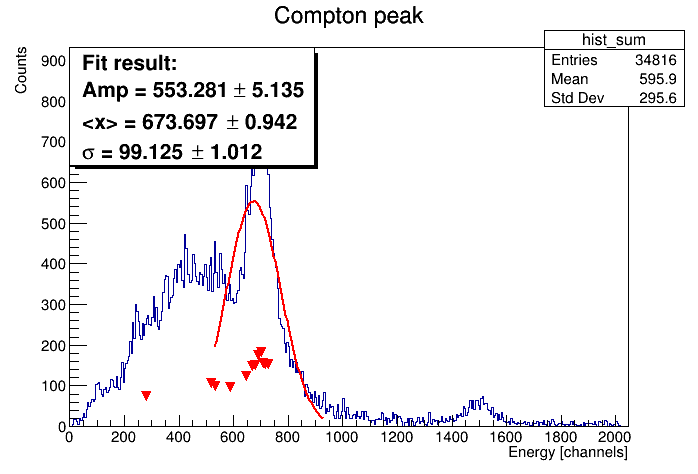 Compton peak
hist_sum
Entries 34816
Mean 595.9
Std Dev 295.6
Counts
Fit result:
Amp = 553.281 ± 5.135
<x> = 673.697 ± 0.942
σ = 99.125 ± 1.012
900
800
700
600
500
400
300
200
100
0
0 200 400 600 800 1000 1200 1400 1600 1800 2000
Energy [channels]